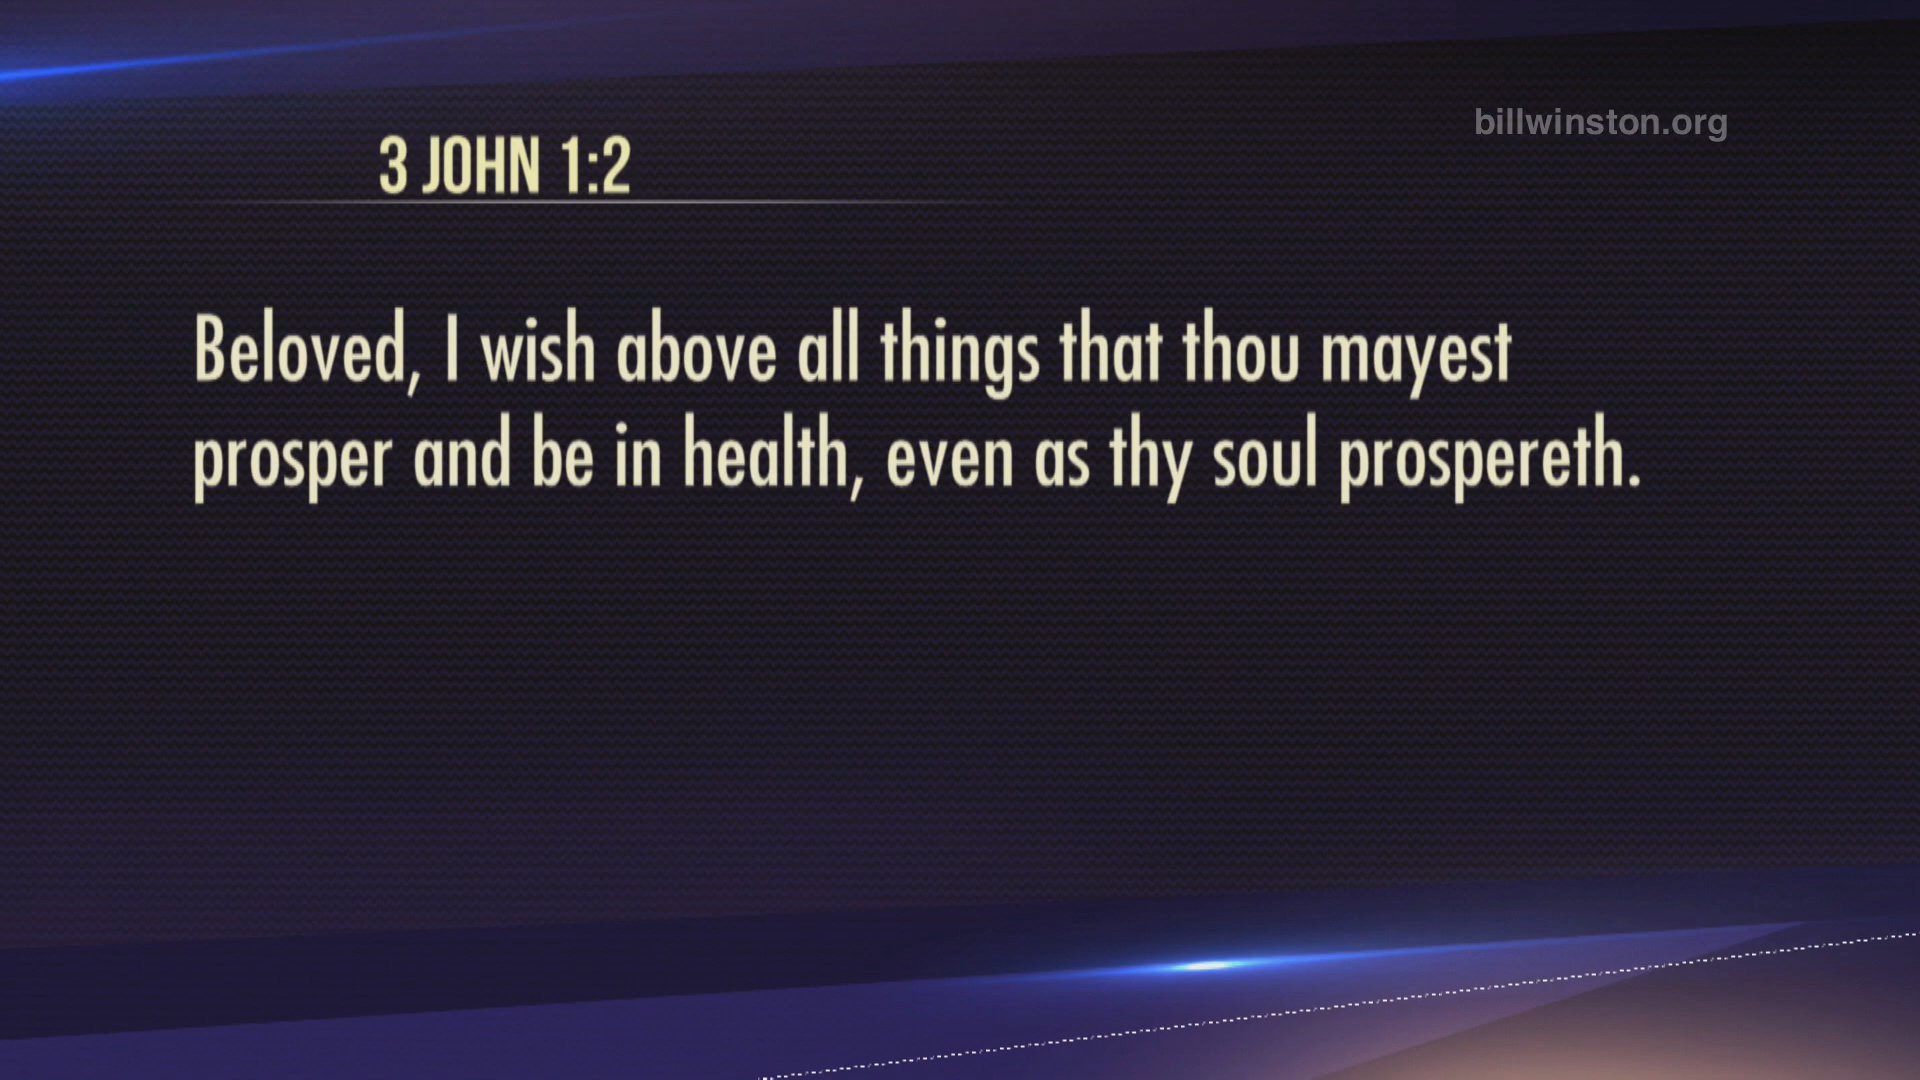 billwinston.org
3 JOHN 1:2
Beloved, I wish above all things that thou mayest
prosper and be in health, even as thy soul prospereth.